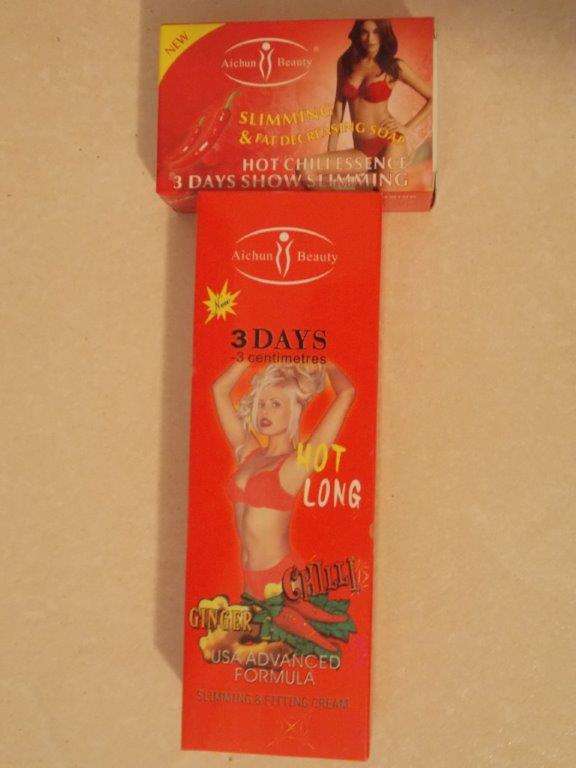 NEW
Aichun Beauty®
SLIMMING
& FAT DECREASING SOAP
HOT CHILI ESSENCE
3 DAYS SHOW SLIMMING
Aichun Beauty
New
3 DAYS
-3 centimetres
HOT
LONG
CHILLI
GINGER
USA ADVANCED
FORMULA
SLIMMING & FITTING CREAM